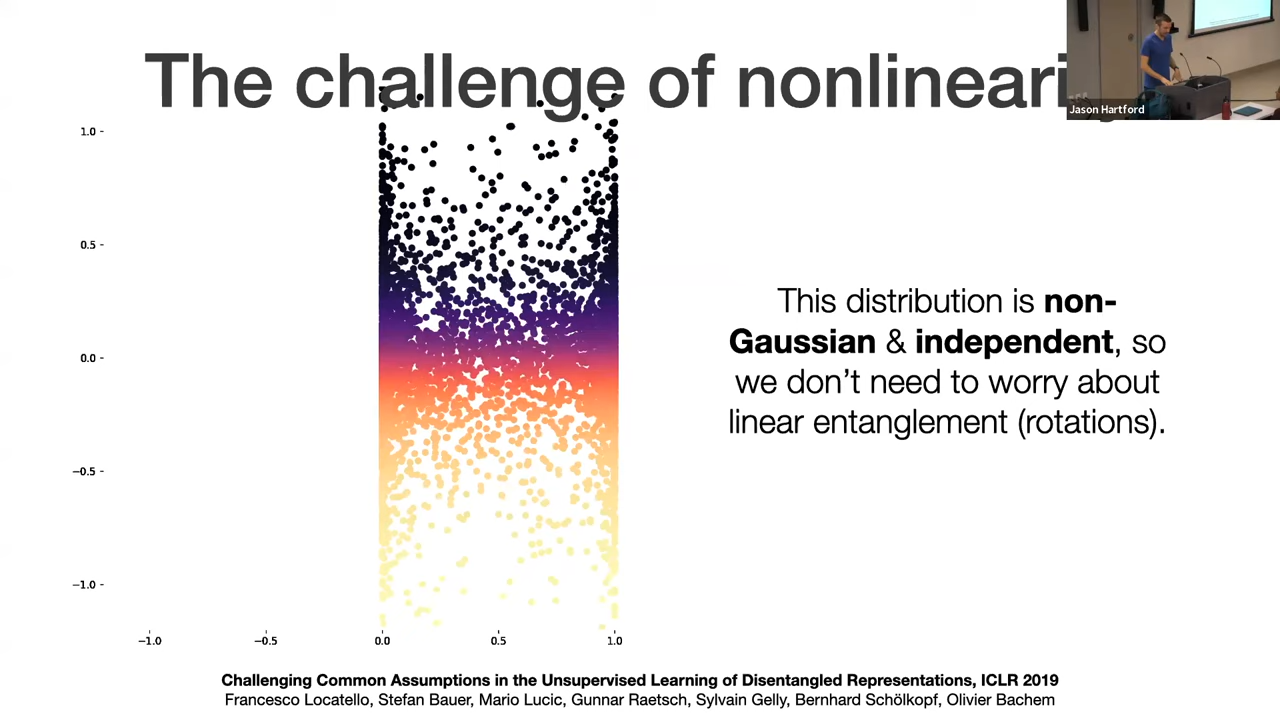 The challenge of nonlineari
Jason Hartford
1.0
0.5
0.0
−0.5
−1.0
−1.0 −0.5 0.0 0.5 1.0
This distribution is non-
Gaussian & independent, so
we don’t need to worry about
linear entanglement (rotations).
Challenging Common Assumptions in the Unsupervised Learning of Disentangled Representations, ICLR 2019
Francesco Locatello, Stefan Bauer, Mario Lucic, Gunnar Raetsch, Sylvain Gelly, Bernhard Schölkopf, Olivier Bachem